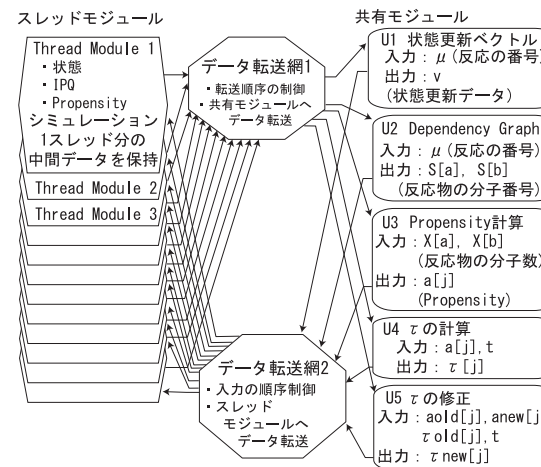 スレッドモジュール
Thread Module 1
・状態
・IPQ
・Propensity
シミュレーション
1スレッド分の
中間データを保持
Thread Module 2
Thread Module 3
データ転送網1
・転送順序の制御
・共有モジュールへ
データ転送
データ転送網2
・入力の順序制御
・スレッド
モジュールへ
データ転送
共有モジュール
U1 状態更新ベクトル
入力：μ(反応の番号)
出力：v
(状態更新データ)
U2 Dependency Graph
入力：μ(反応の番号)
出力：S[a], S[b]
(反応物の分子番号)
U3 Propensity計算
入力：X[a], X[b]
(反応物の分子数)
出力：a[j]
(Propensity)
U4 τの計算
入力：a[j],t
出力：τ[j]
U5 τの修正
入力：aold[j],anew[j
τold[j],t
出力：τnew[j]